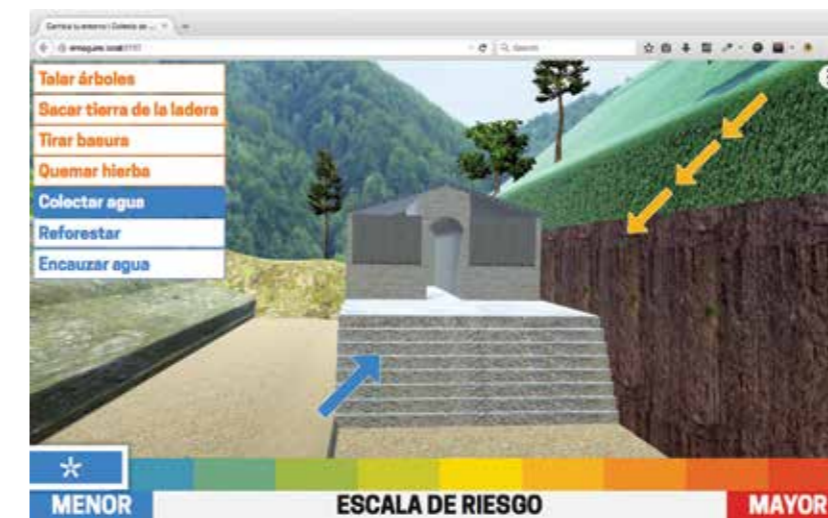 Talar árboles
Sacar tierra de la ladera
Tirar basura
Quemar hierba
Colectar agua
Reforestar
Encauzar agua
MENOR ESCALA DE RIESGO MAYOR